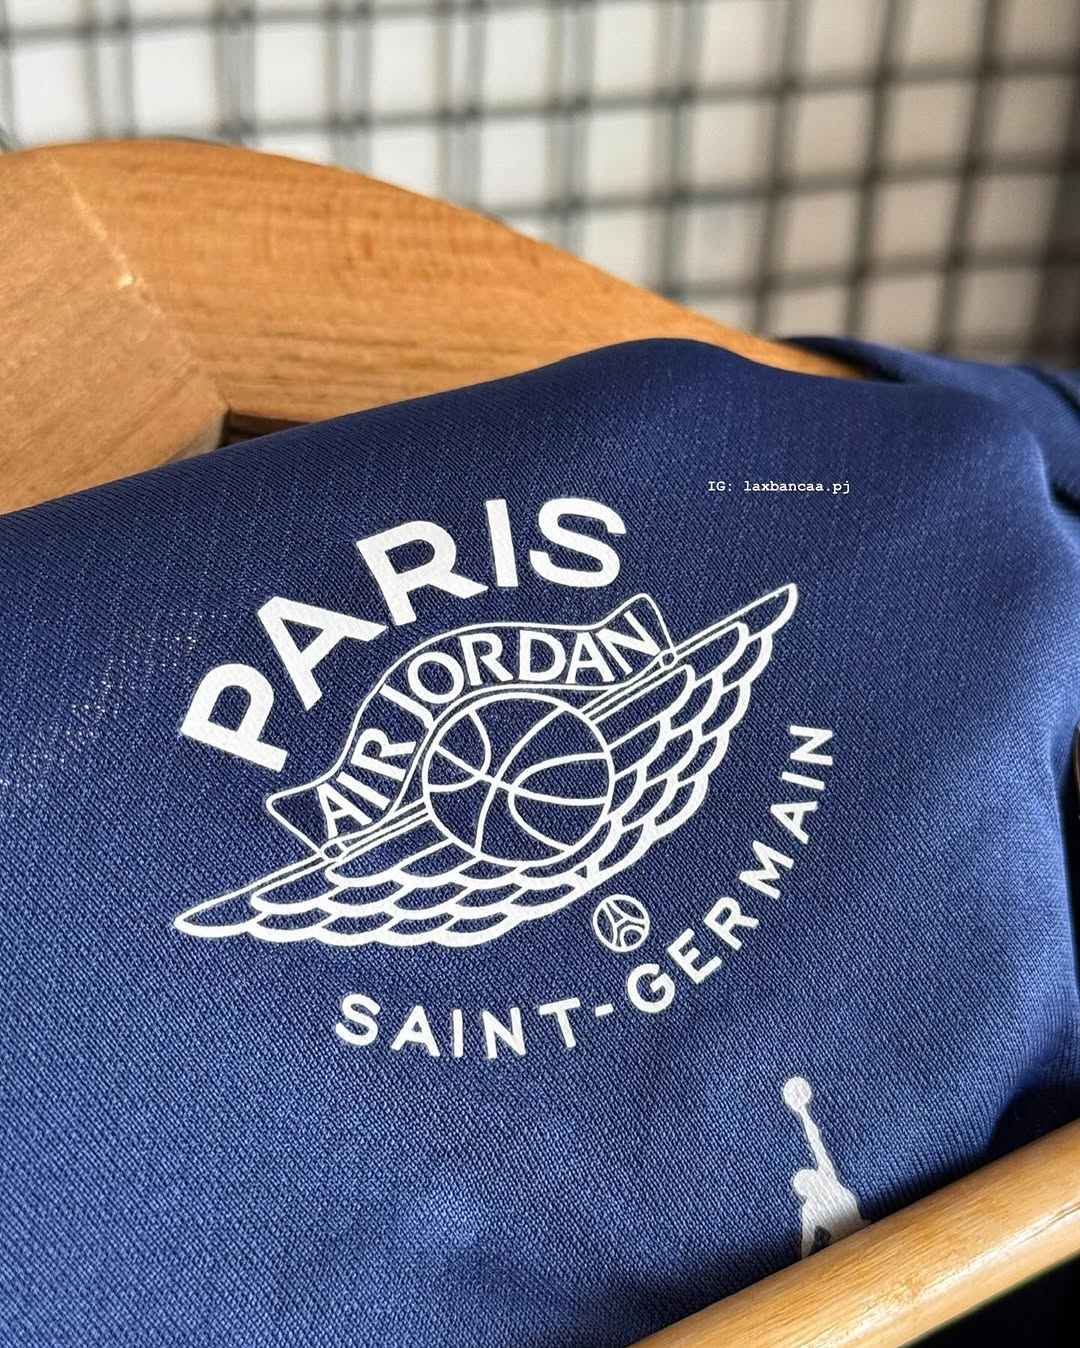 IG: laxbancaa.pj
PARIS
AIR JORDAN
SAINT-GERMAIN